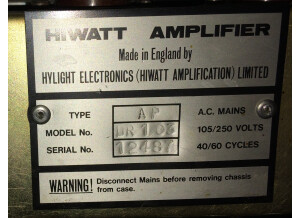 HIWATT AMPLIFIER
Made in England by
HYLIGHT ELECTRONICS (HIWATT AMPLIFICATION) LIMITED
TYPE AP A.C. MAINS
MODEL No. DR103 105/250 VOLTS
SERIAL No. 12487 40/60 CYCLES
WARNING! Disconnect Mains before removing chassis
from case.